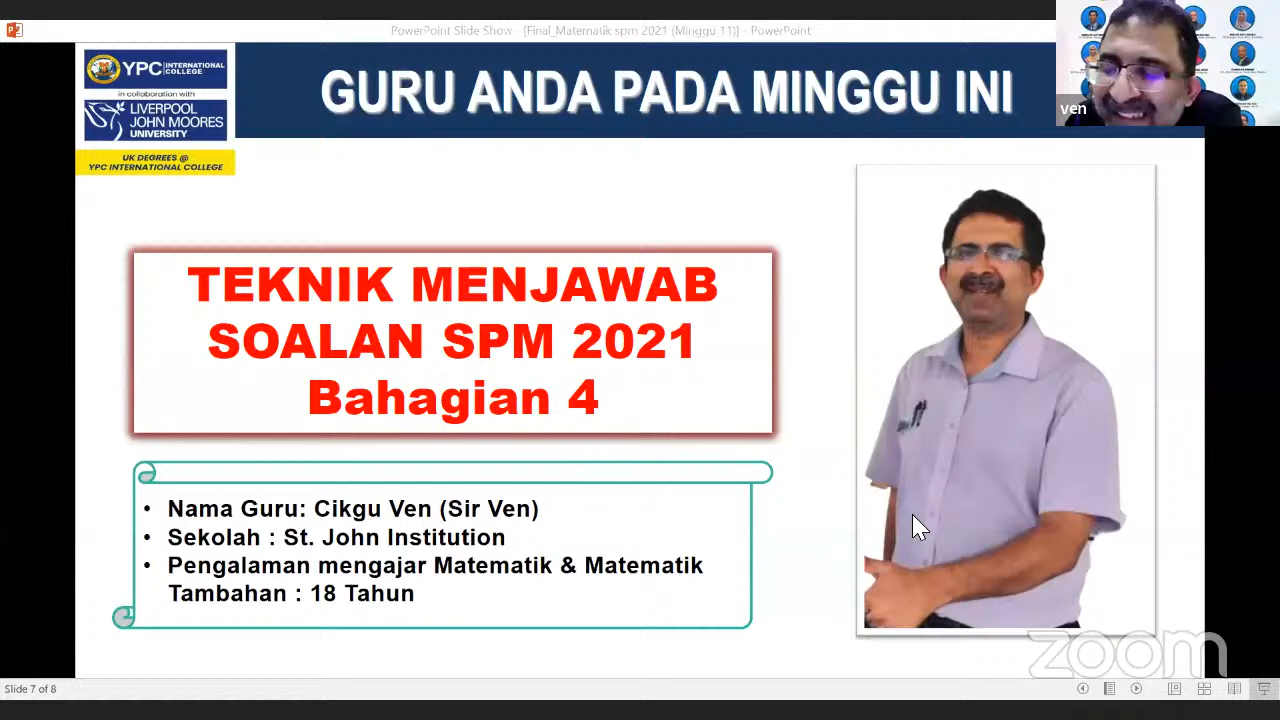 PowerPoint Slide Show - [Final_Matematik spm 2021 (Minggu 11)] - PowerPoint
YPC INTERNATIONAL COLLEGE
in collaboration with
LIVERPOOL
JOHN MOORES
UNIVERSITY
UK DEGREES @
YPC INTERNATIONAL COLLEGE
GURU ANDA PADA MINGGU INI
ven
TEKNIK MENJAWAB
SOALAN SPM 2021
Bahagian 4
• Nama Guru: Cikgu Ven (Sir Ven)
• Sekolah : St. John Institution
• Pengalaman mengajar Matematik & Matematik
Tambahan : 18 Tahun
zoom
Slide 7 of 8